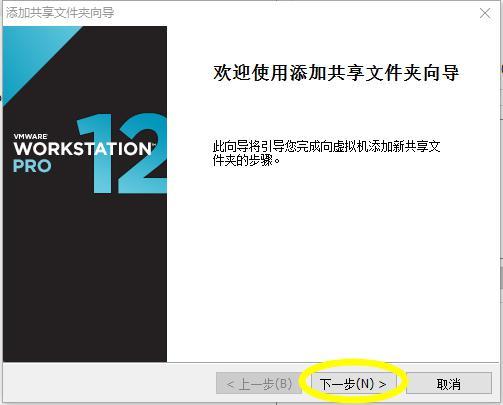 添加共享文件夹向导
欢迎使用添加共享文件夹向导
VMWARE
WORKSTATION™
PRO 12
此向导将引导您完成向虚拟机添加新共享文
件夹的步骤。
< 上一步(B) 下一步(N) > 取消